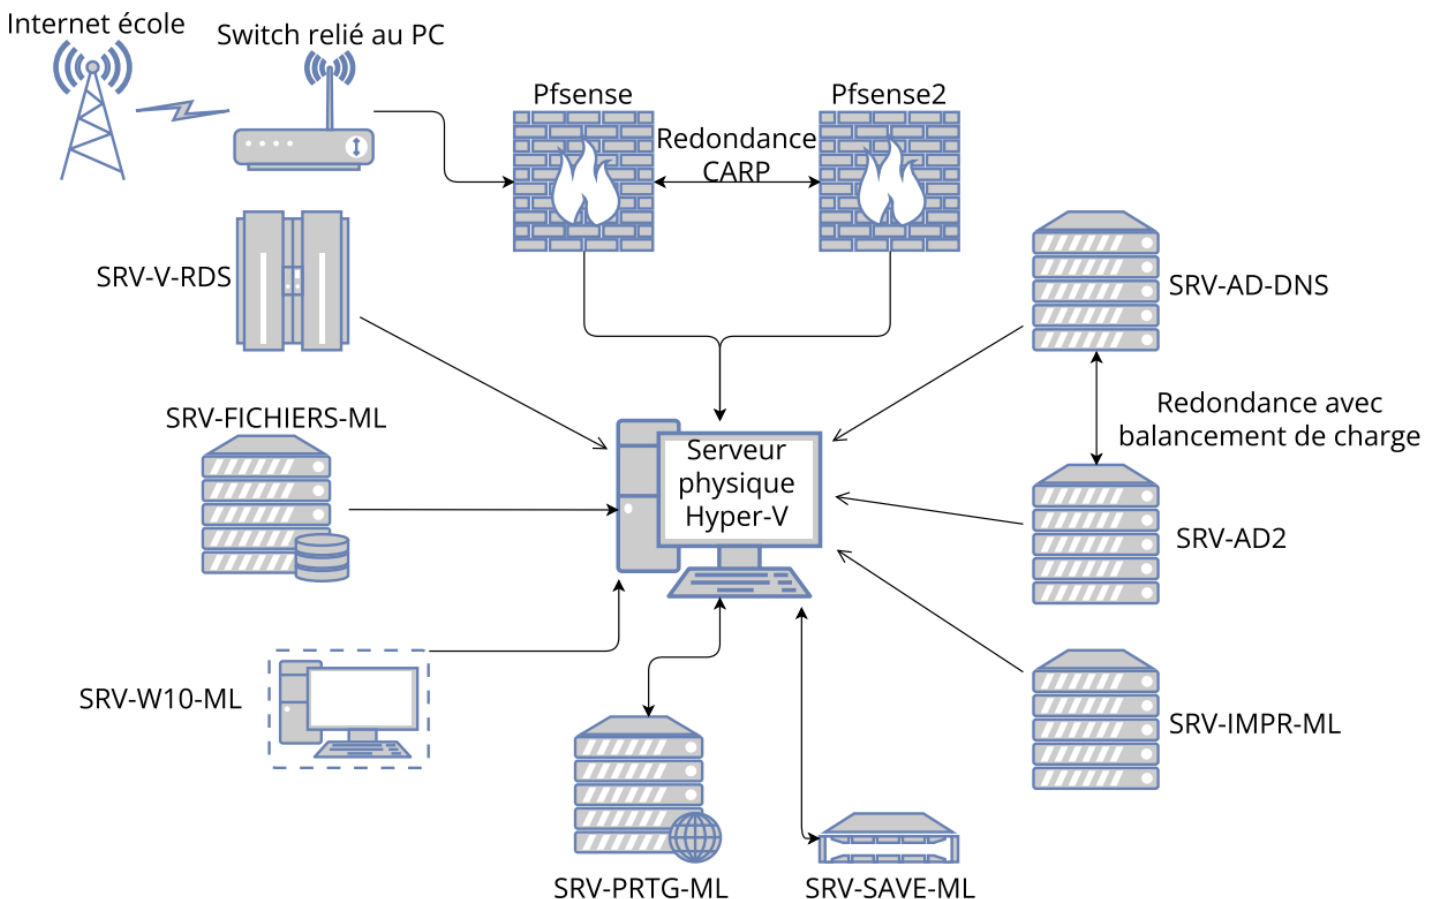 Internet école
Switch relié au PC
Pfsense
Pfsense2
Redondance
CARP
SRV-V-RDS
SRV-AD-DNS
SRV-FICHIERS-ML
Redondance avec
balancement de charge
Serveur
physique
Hyper-V
SRV-AD2
SRV-W10-ML
SRV-IMPR-ML
SRV-PRTG-ML
SRV-SAVE-ML